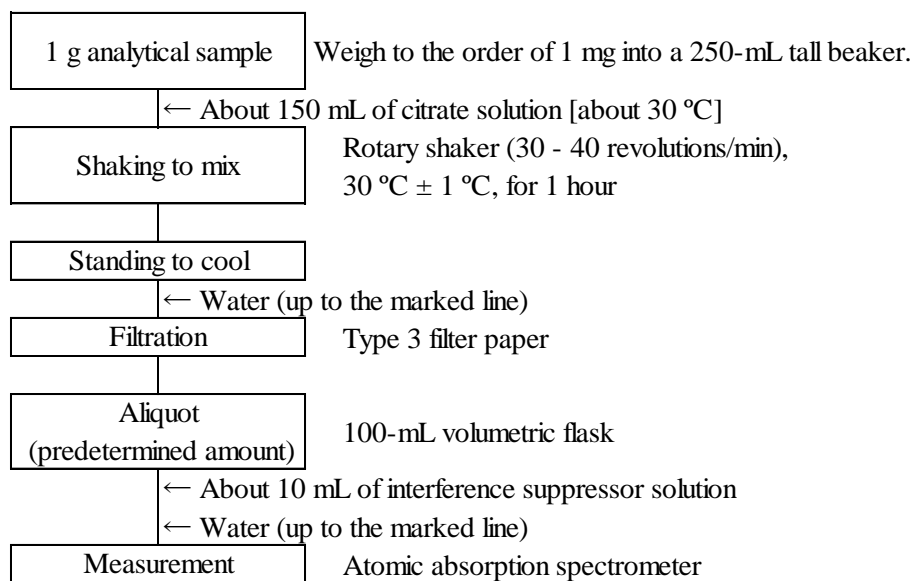 1 g analytical sample Weigh to the order of 1 mg into a 250-mL tall beaker.
← About 150 mL of citrate solution [about 30 ºC]
Shaking to mix
Rotary shaker (30 - 40 revolutions/min),
30 ºC ± 1 ºC, for 1 hour
Standing to cool
← Water (up to the marked line)
Filtration Type 3 filter paper
Aliquot
(predetermined amount)
100-mL volumetric flask
← About 10 mL of interference suppressor solution
← Water (up to the marked line)
Measurement Atomic absorption spectrometer